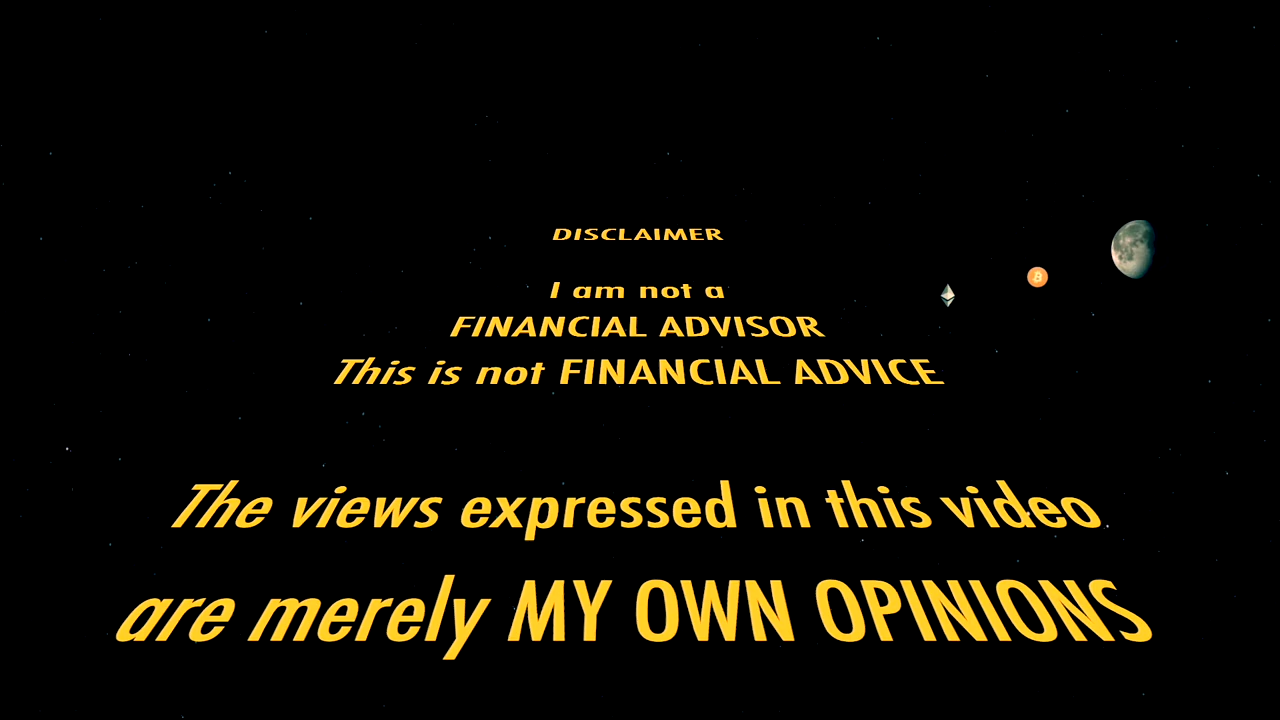 DISCLAIMER
I am not a
FINANCIAL ADVISOR
This is not FINANCIAL ADVICE
The views expressed in this video
are merely MY OWN OPINIONS